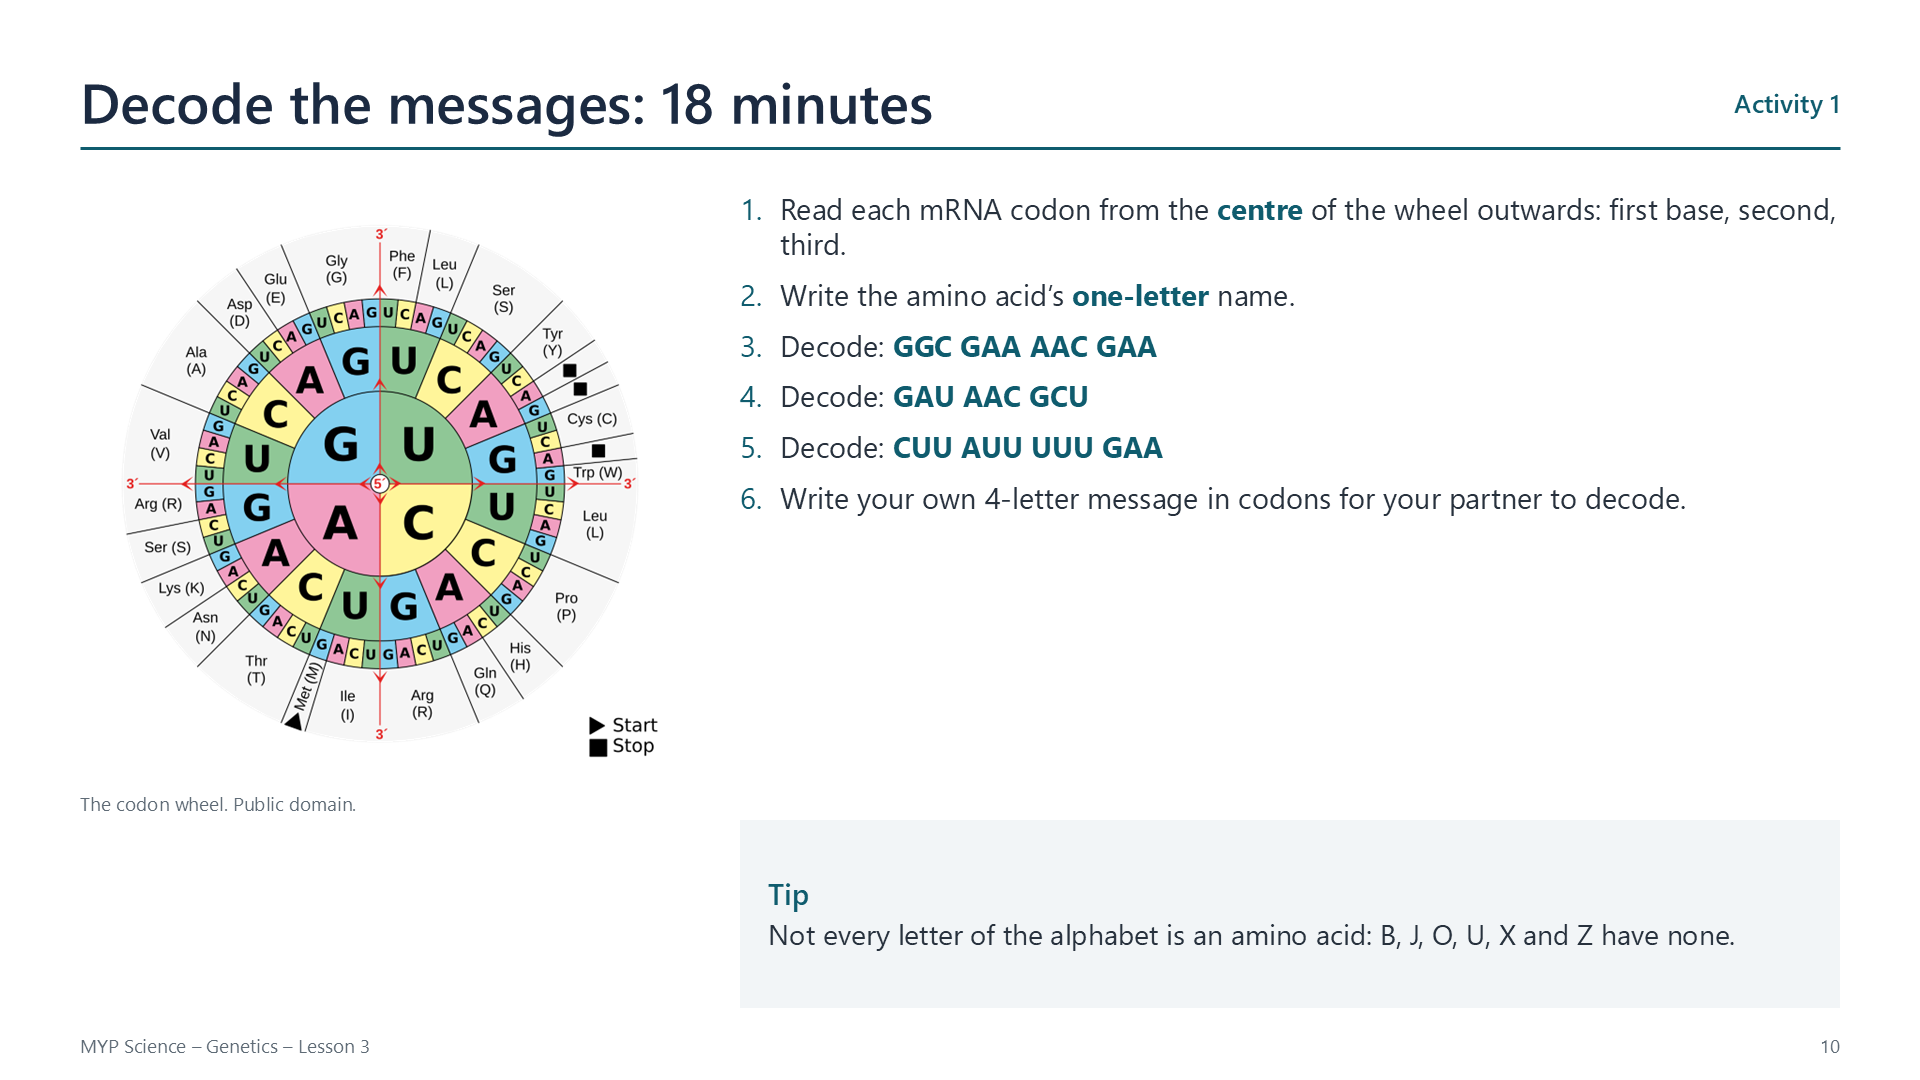 Decode the messages: 18 minutes
Activity 1
1. Read each mRNA codon from the centre of the wheel outwards: first base, second,
third.
2. Write the amino acid’s one-letter name.
3. Decode: GGC GAA AAC GAA
4. Decode: GAU AAC GCU
5. Decode: CUU AUU UUU GAA
6. Write your own 4-letter message in codons for your partner to decode.
5´
G
U
A
C
G
U
C
A
G
U
C
A
G
U
C
A
G
U
C
A
3´
3´
3´
3´
U C A G U C A G U C A G U C A G
U C A G U C A G U C A G U C A G
G A C U G A C U G A C U G A C U
G A C U G A C U G A C U G A C U
Phe
(F)
Leu
(L)
Ser
(S)
Tyr
(Y)
Cys (C)
Trp (W)
Leu
(L)
Pro
(P)
His
(H)
Gln
(Q)
Arg
(R)
Ile
(I)
Met (M)
Thr
(T)
Asn
(N)
Lys (K)
Ser (S)
Arg (R)
Val
(V)
Ala
(A)
Asp
(D)
Glu
(E)
Gly
(G)
Start
Stop
The codon wheel. Public domain.
Tip
Not every letter of the alphabet is an amino acid: B, J, O, U, X and Z have none.
MYP Science – Genetics – Lesson 3
10